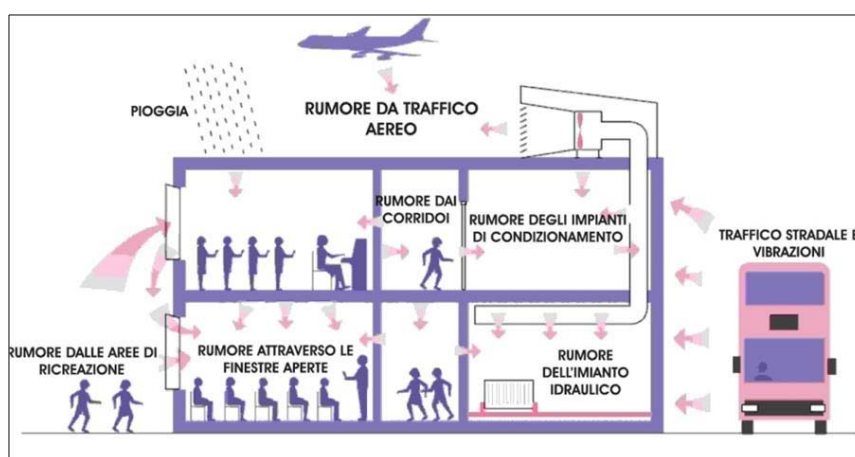 PIOGGIA
RUMORE DA TRAFFICO
AEREO
RUMORE DAI
CORRIDOI
RUMORE DEGLI IMPIANTI
DI CONDIZIONAMENTO
TRAFFICO STRADALE E
VIBRAZIONI
RUMORE DALLE AREE DI
RICREAZIONE
RUMORE ATTRAVERSO LE
FINESTRE APERTE
RUMORE
DELL'IMIANTO
IDRAULICO